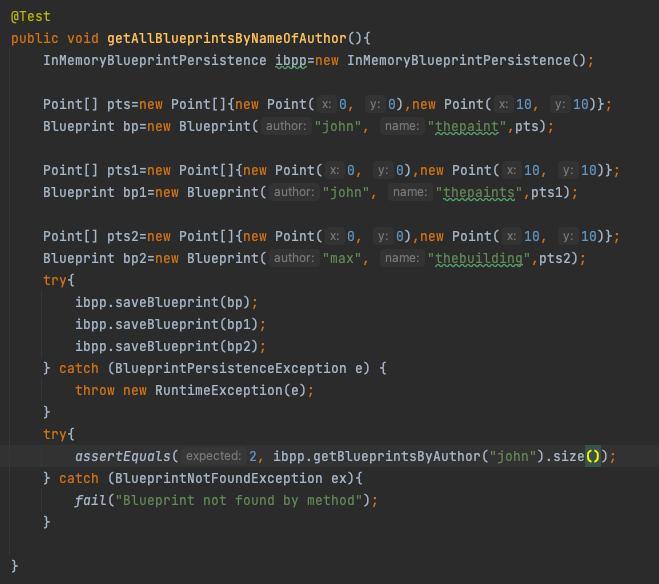 @Test
public void getAllBlueprintsByNameOfAuthor(){
InMemoryBlueprintPersistence ibpp=new InMemoryBlueprintPersistence();
Point[] pts=new Point[]{new Point( x: 0, y: 0),new Point( x: 10, y: 10)};
Blueprint bp=new Blueprint( author: "john", name: "thepaint",pts);
Point[] pts1=new Point[]{new Point( x: 0, y: 0),new Point( x: 10, y: 10)};
Blueprint bp1=new Blueprint( author: "john", name: "thepaints",pts1);
Point[] pts2=new Point[]{new Point( x: 0, y: 0),new Point( x: 10, y: 10)};
Blueprint bp2=new Blueprint( author: "max", name: "thebuilding",pts2);
try{
ibpp.saveBlueprint(bp);
ibpp.saveBlueprint(bp1);
ibpp.saveBlueprint(bp2);
} catch (BlueprintPersistenceException e) {
throw new RuntimeException(e);
}
try{
assertEquals( expected: 2, ibpp.getBlueprintsByAuthor("john").size());
} catch (BlueprintNotFoundException ex){
fail("Blueprint not found by method");
}
}